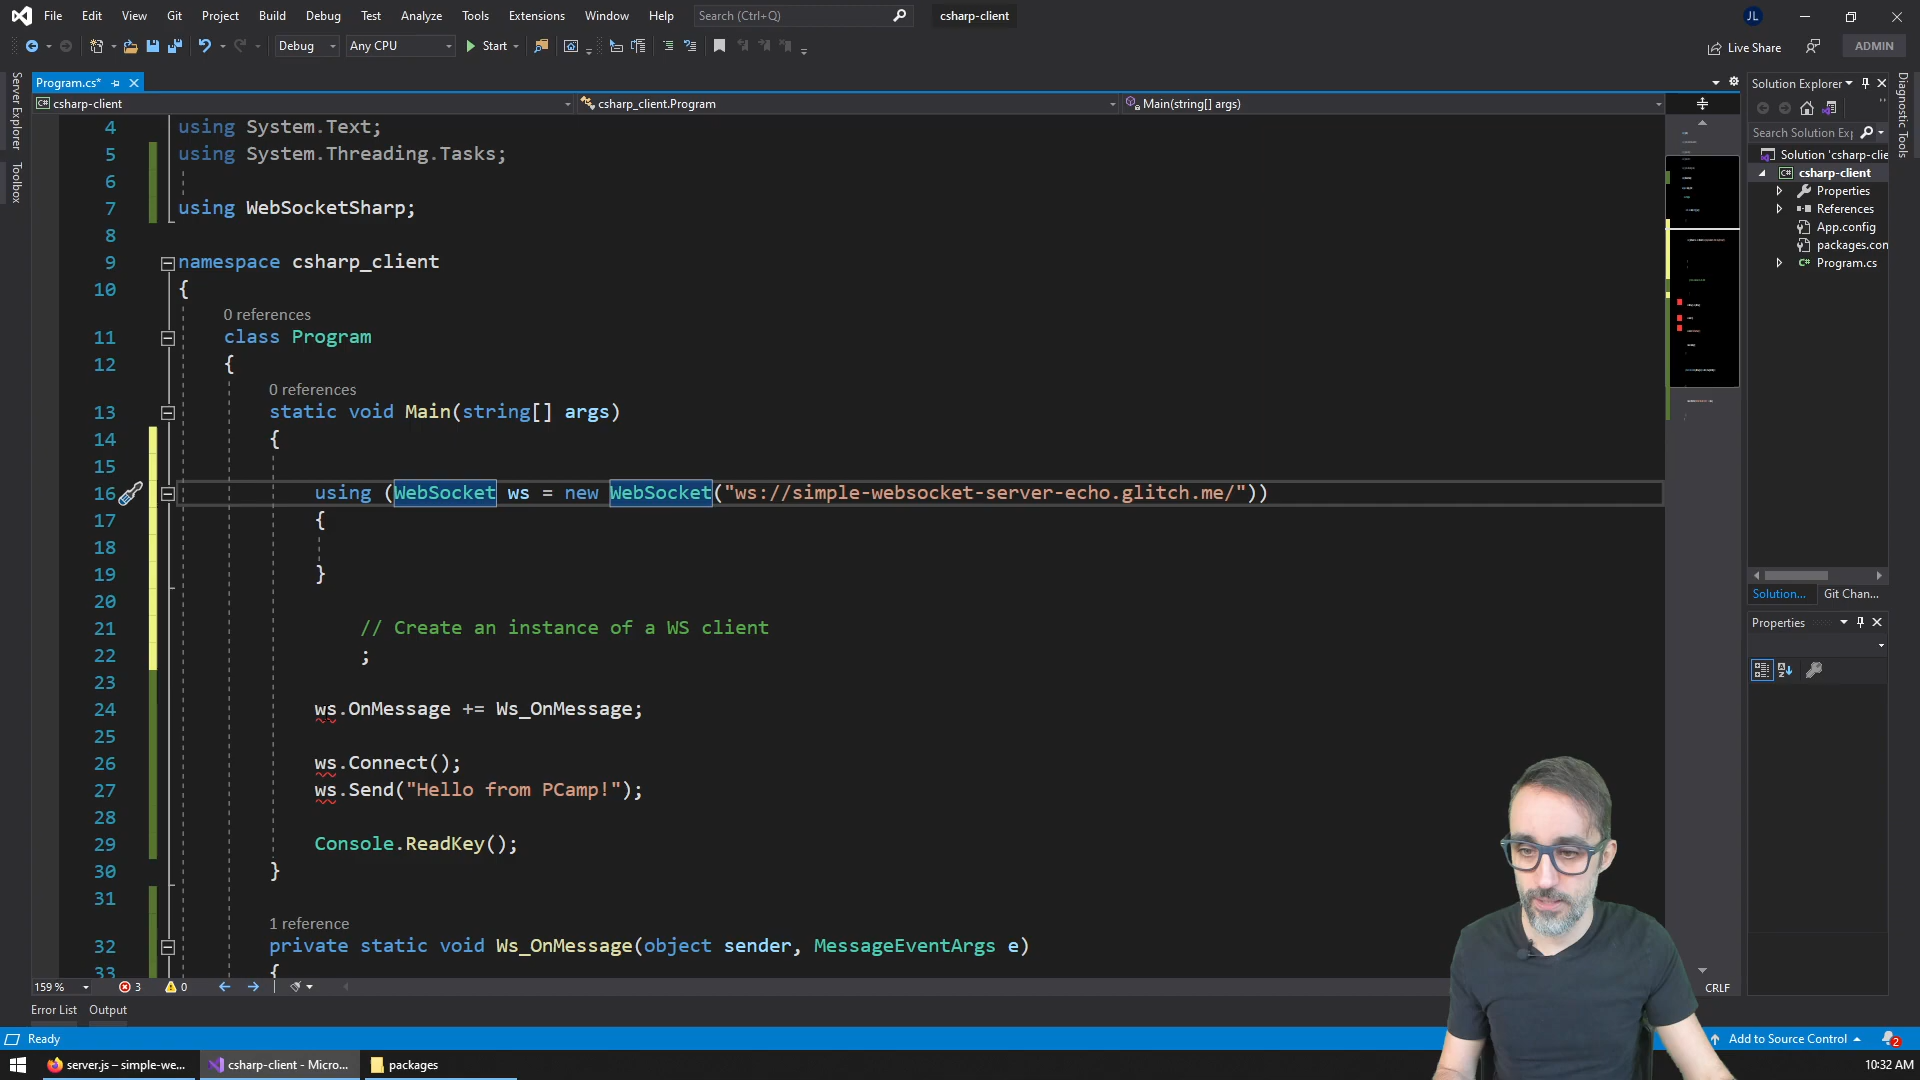 File Edit View Git Project Build Debug Test Analyze Tools Extensions Window Help Search (Ctrl+Q) csharp-client JL
Debug Any CPU Start Live Share ADMIN
Program.cs*
csharp-client csharp_client.Program Main(string[] args)
Server Explorer
Toolbox
4 using System.Text;
5 using System.Threading.Tasks;
6
7 using WebSocketSharp;
8
9 namespace csharp_client
10 {
0 references
11 class Program
12 {
0 references
13 static void Main(string[] args)
14 {
15
16 using (WebSocket ws = new WebSocket("ws://simple-websocket-server-echo.glitch.me/"))
17 {
18
19 }
20
21 // Create an instance of a WS client
22 ;
23
24 ws.OnMessage += Ws_OnMessage;
25
26 ws.Connect();
27 ws.Send("Hello from PCamp!");
28
29 Console.ReadKey();
30 }
31
1 reference
32 private static void Ws_OnMessage(object sender, MessageEventArgs e)
33 {
159 % 3 0 CRLF
Error List Output
Ready Add to Source Control 2
server.js – simple-we... csharp-client - Micro... packages 10:32 AM
Solution Explorer
Search Solution Exp
Solution 'csharp-clie
csharp-client
Properties
References
App.config
packages.con
Program.cs
Solution... Git Chan...
Properties
Diagnostic Tools